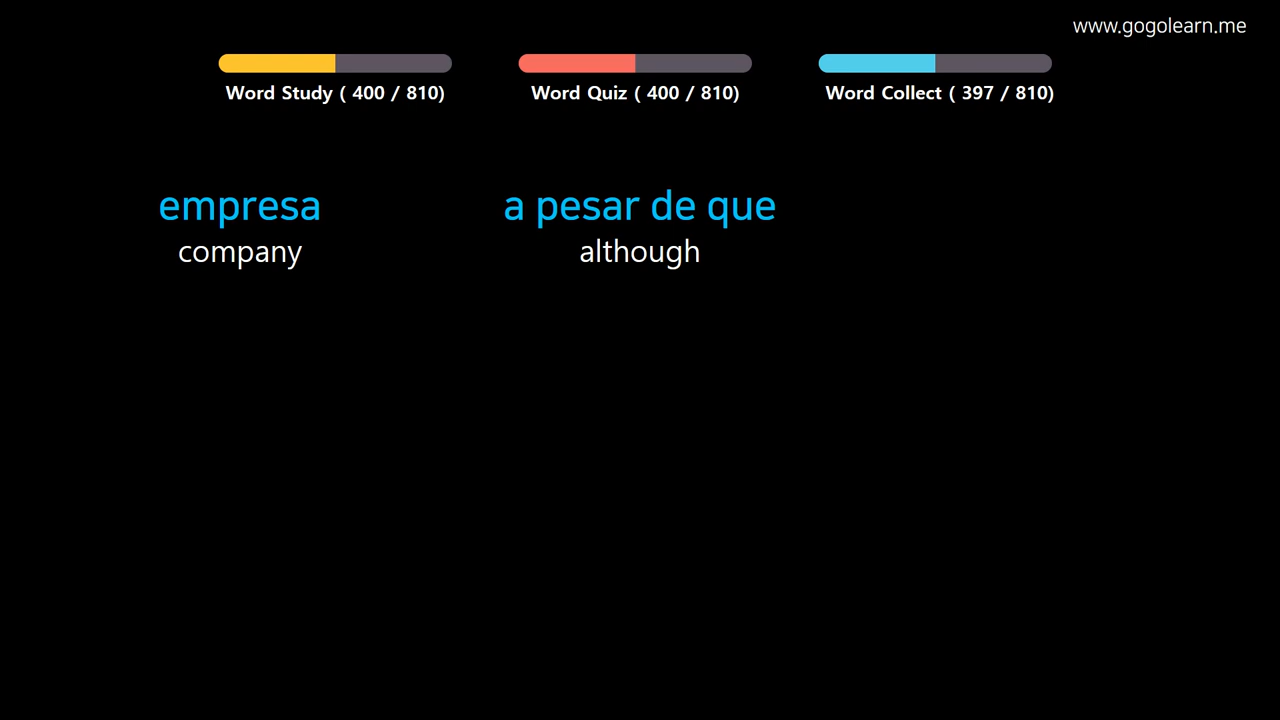 www.gogolearn.me
Word Study ( 400 / 810)
Word Quiz ( 400 / 810)
Word Collect ( 397 / 810)
empresa
company
a pesar de que
although